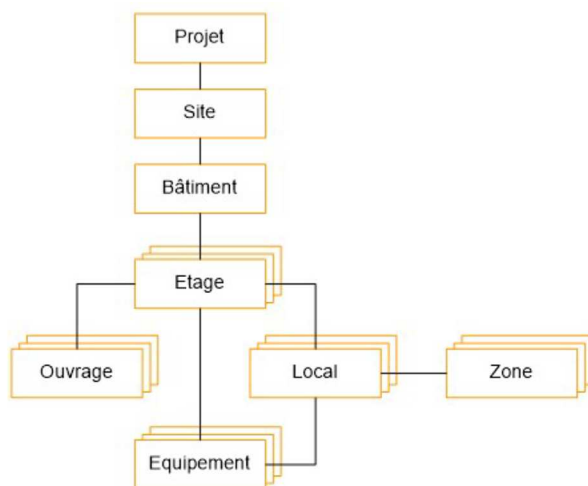 Projet
Site
Bâtiment
Etage
Ouvrage
Local
Zone
Equipement